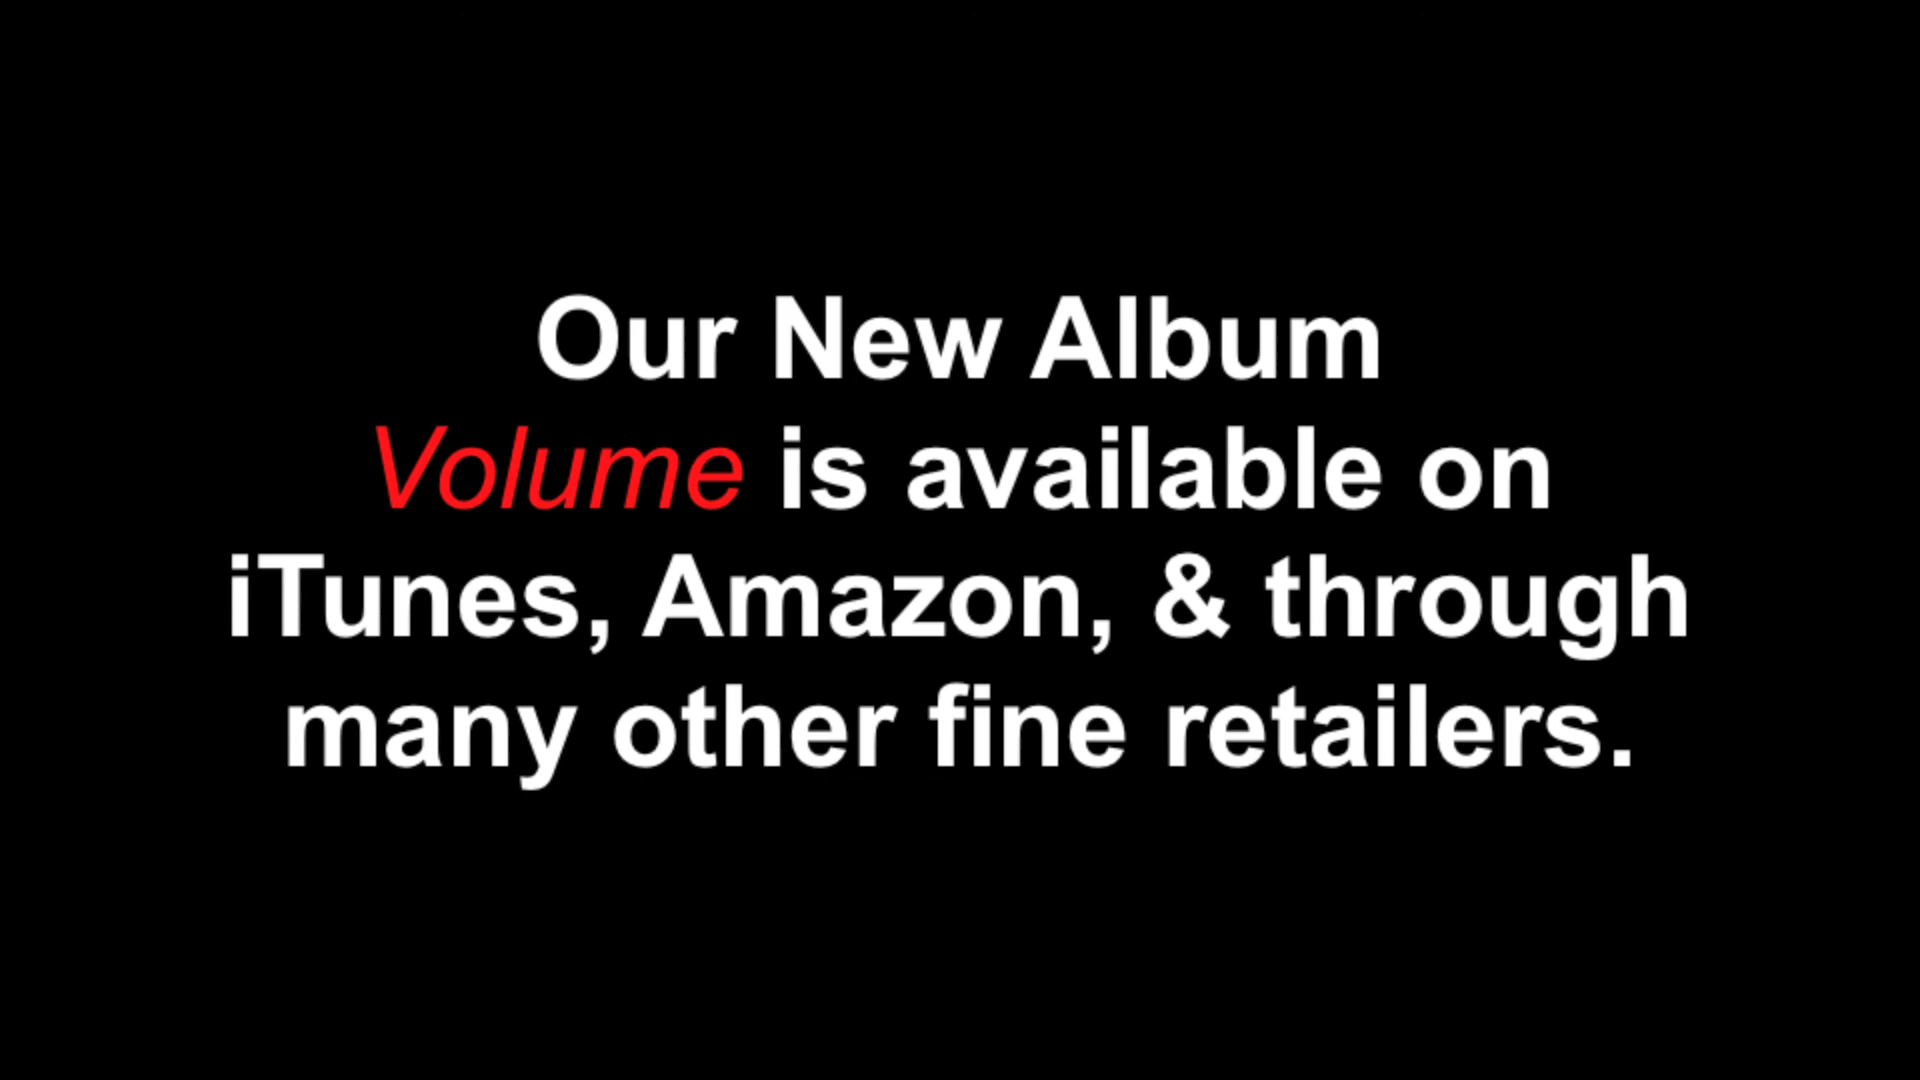 Our New Album
Volume is available on
iTunes, Amazon, & through
many other fine retailers.